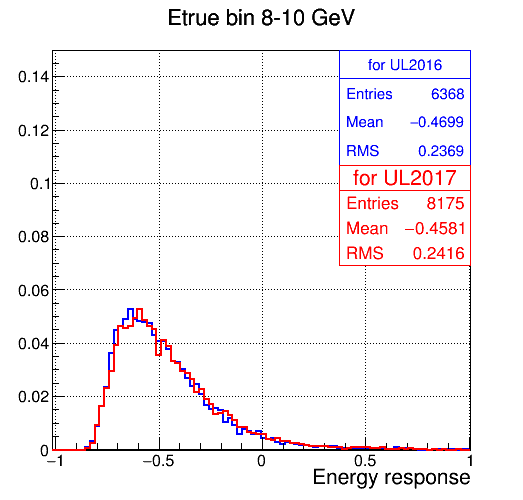 Etrue bin 8-10 GeV
for UL2016
Entries 6368
Mean −0.4699
RMS 0.2369
for UL2017
Entries 8175
Mean −0.4581
RMS 0.2416
0.14
0.12
0.1
0.08
0.06
0.04
0.02
0
−1 −0.5 0 0.5 1
Energy response